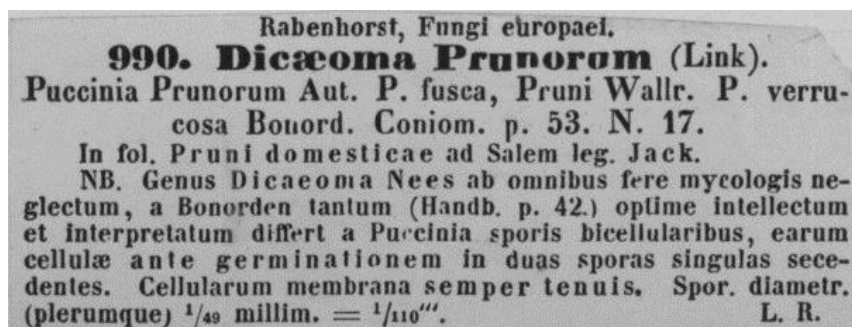 Rabenhorst, Fungi europaei.
990. Dicæoma Prunorum (Link).
Puccinia Prunorum Aut. P. fusca, Pruni Wallr. P. verru-
cosa Bonord. Coniom. p. 53. N. 17.
In fol. Pruni domesticae ad Salem leg. Jack.
NB. Genus Dicaeoma Nees ab omnibus fere mycologis ne-
glectum, a Bonorden tantum (Handb. p. 42.) optime intellectum
et interpretatum differt a Puccinia sporis bicellularibus, earum
cellulæ ante germinationem in duas sporas singulas sece-
dentes. Cellularum membrana semper tenuis. Spor. diametr.
(plerumque) 1/49 millim. = 1/110‴. L. R.